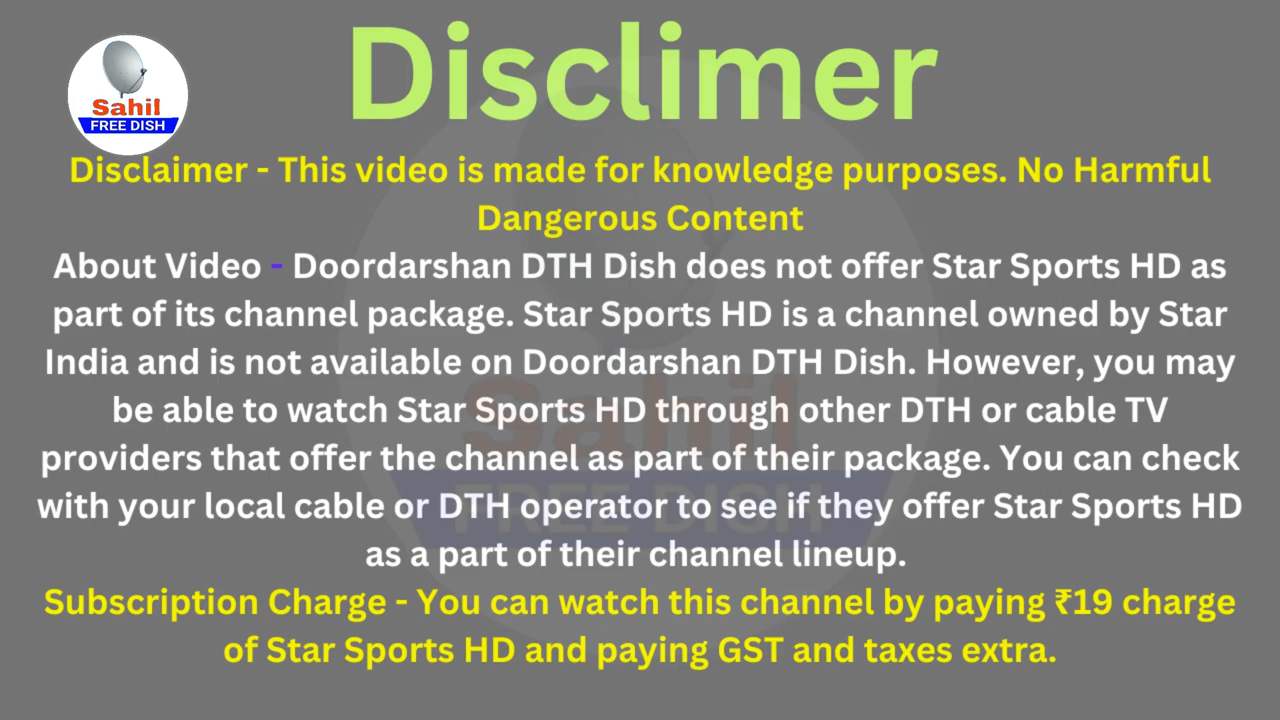 Disclimer
Sahil
FREE DISH
Disclaimer - This video is made for knowledge purposes. No Harmful
Dangerous Content
About Video - Doordarshan DTH Dish does not offer Star Sports HD as
part of its channel package. Star Sports HD is a channel owned by Star
India and is not available on Doordarshan DTH Dish. However, you may
be able to watch Star Sports HD through other DTH or cable TV
providers that offer the channel as part of their package. You can check
with your local cable or DTH operator to see if they offer Star Sports HD
as a part of their channel lineup.
Subscription Charge - You can watch this channel by paying ₹19 charge
of Star Sports HD and paying GST and taxes extra.
Sahil
FREE DISH